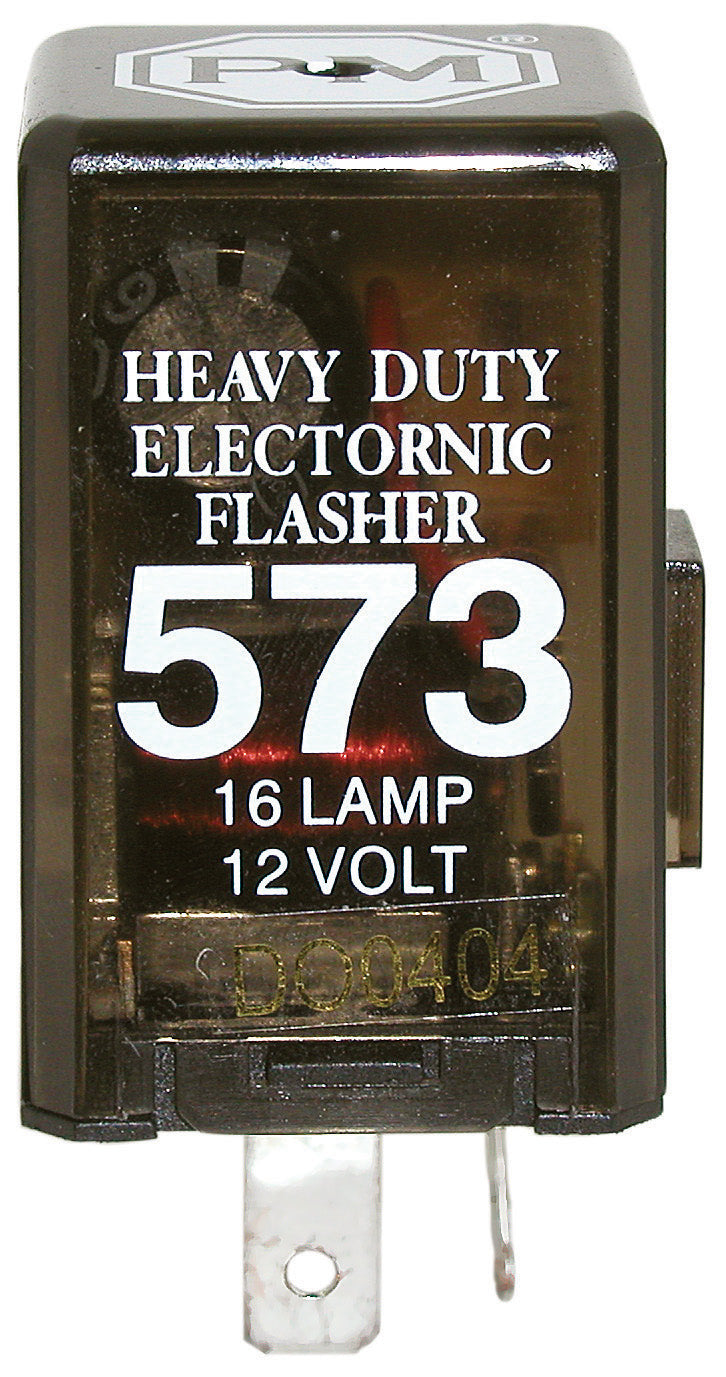 PM®
HEAVY DUTY
ELECTORNIC
FLASHER
573
16 LAMP
12 VOLT
DO0404